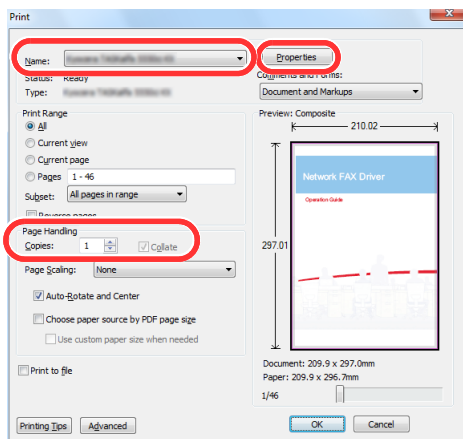 Print
Name:
Properties
Status: Ready
Comments and Forms:
Type:
Document and Markups
Print Range
All
Current view
Current page
Pages 1 - 46
Subset: All pages in range
Reverse pages
Preview: Composite
210.02
297.01
Network FAX Driver
Operation Guide
Page Handling
Copies: 1 Collate
Page Scaling: None
Auto-Rotate and Center
Choose paper source by PDF page size
Use custom paper size when needed
Print to file
Document: 209.9 x 297.0mm
Paper: 209.9 x 296.7mm
1/46
Printing Tips
Advanced
OK
Cancel